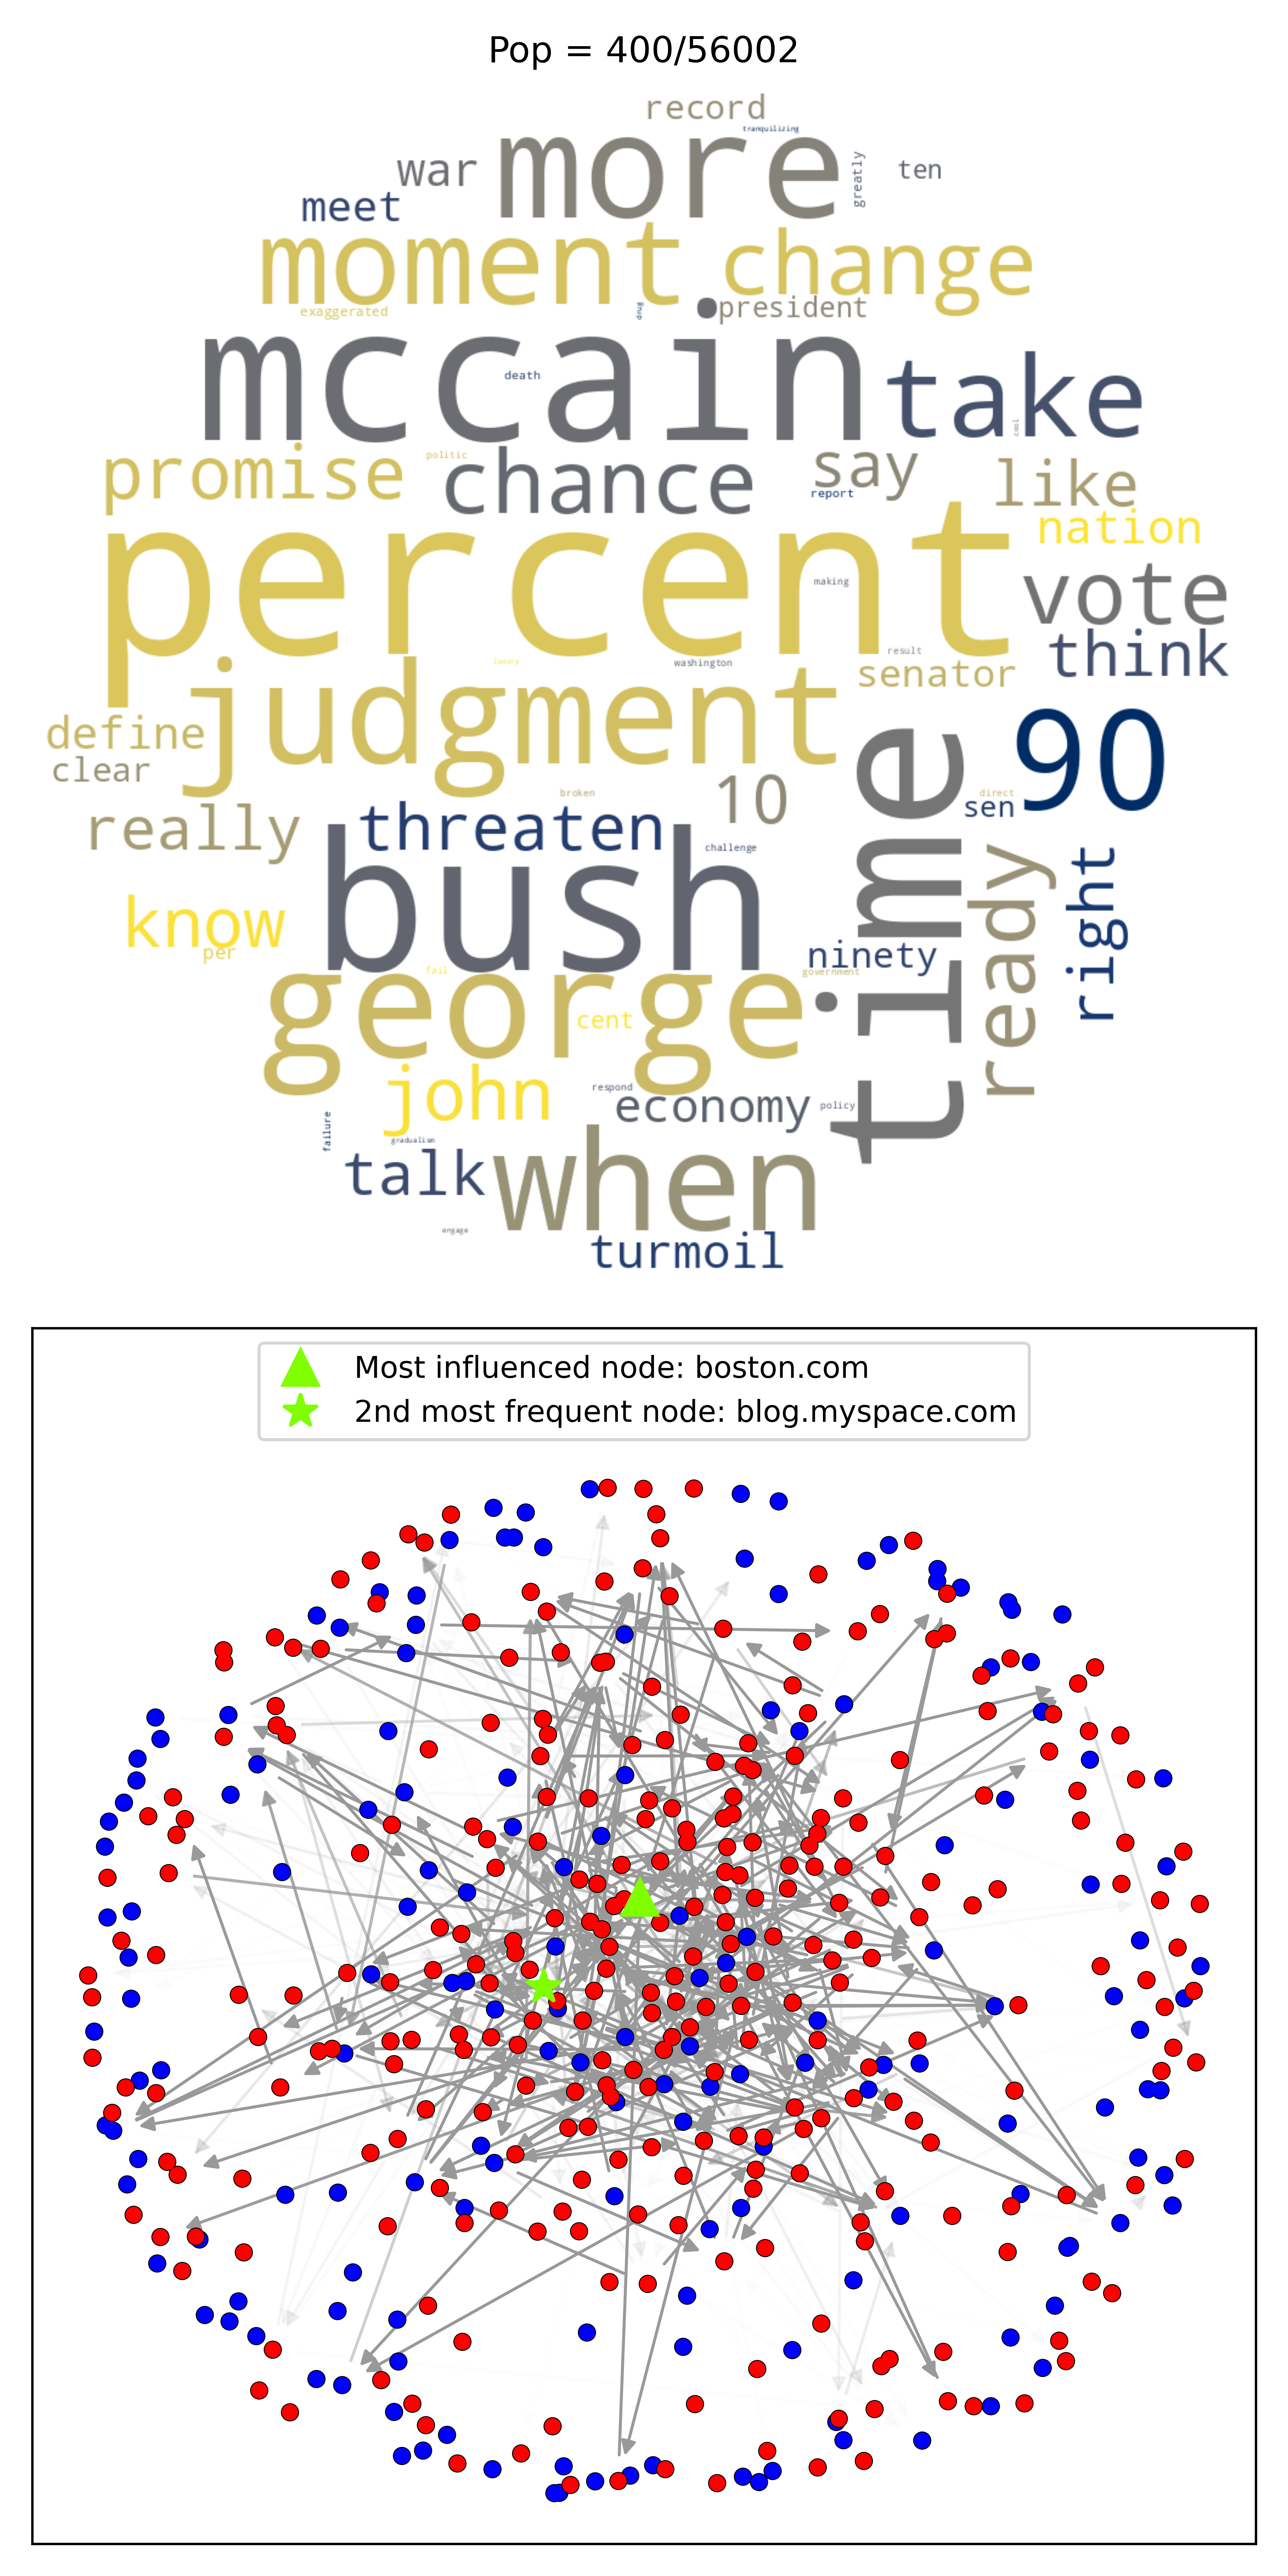 Pop = 400/56002
record
tranquilizing
more
war
greatly
ten
meet
moment
change
exaggerated
drug
president
mccain
death
take
cool
promise
politic
chance
say
report
like
percent
nation
making
vote
think
judgment
luxury
washington
result
senator
define
clear
time
90
really
threaten
broken
10
direct
sen
challenge
bush
ready
right
know
per
ninety
fail
government
george
cent
john
respond
economy
policy
failure
gradualism
talk
when
engage
turmoil
Most influenced node: boston.com
2nd most frequent node: blog.myspace.com